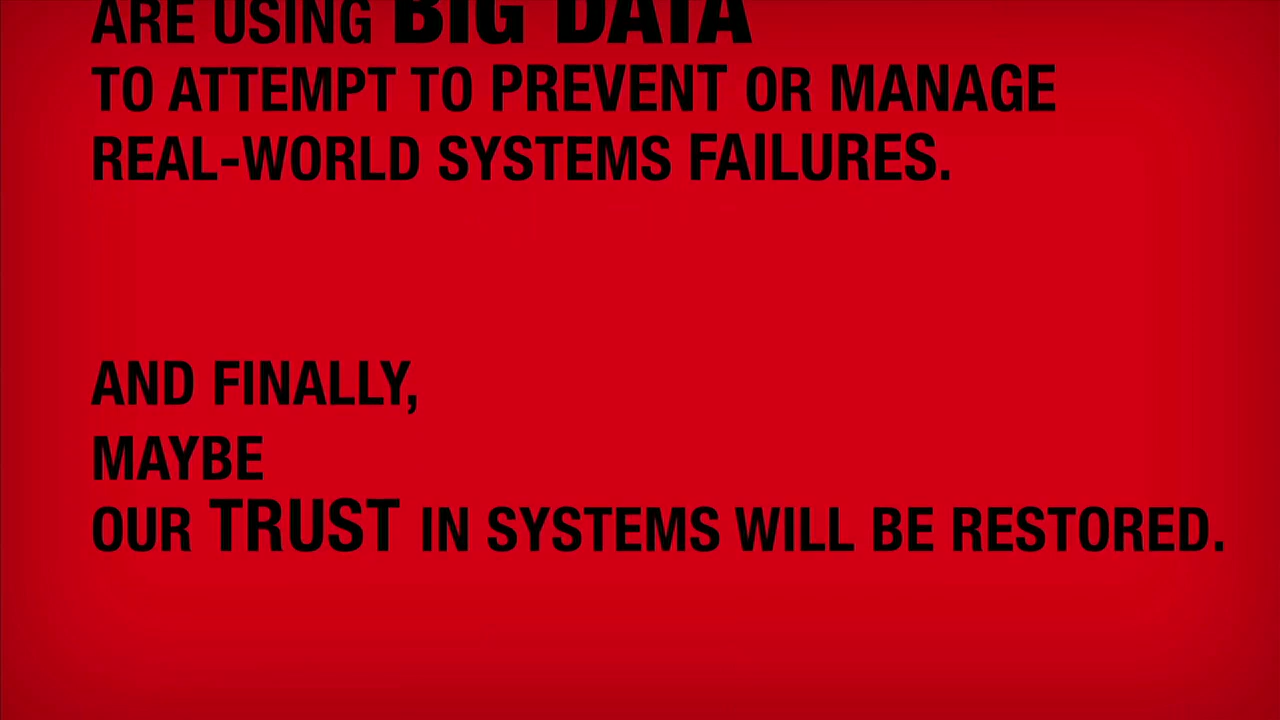 ARE USING BIG DATA
TO ATTEMPT TO PREVENT OR MANAGE
REAL-WORLD SYSTEMS FAILURES.
AND FINALLY,
MAYBE
OUR TRUST IN SYSTEMS WILL BE RESTORED.